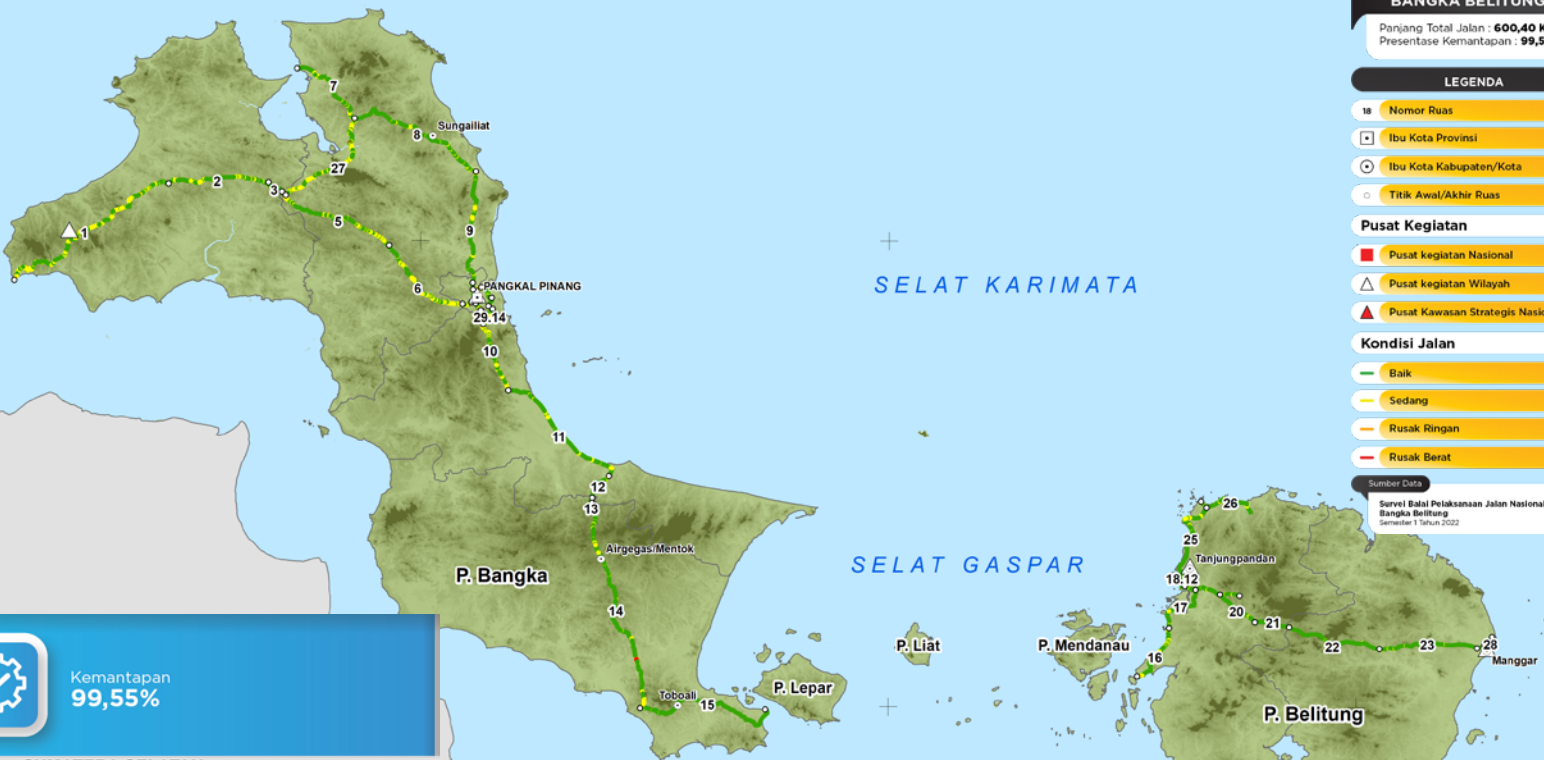 BANGKA BELITUNG
Panjang Total Jalan : 600,40 K
Presentase Kemantapan : 99,5
LEGENDA
18 Nomor Ruas
Ibu Kota Provinsi
Ibu Kota Kabupaten/Kota
Titik Awal/Akhir Ruas
Pusat Kegiatan
Pusat kegiatan Nasional
Pusat kegiatan Wilayah
Pusat Kawasan Strategis Nasio
Kondisi Jalan
Baik
Sedang
Rusak Ringan
Rusak Berat
Sumber Data
Survei Balai Pelaksanaan Jalan Nasional
Bangka Belitung
Semester 1 Tahun 2022
7
8
Sungailiat
27
2
3
5
1
9
6
PANGKAL PINANG
29.14
10
11
12
13
Airgegas/Mentok
P. Bangka
14
Toboali
15
P. Lepar
SELAT KARIMATA
SELAT GASPAR
P. Liat
P. Mendanau
26
25
Tanjungpandan
18.12
17
20
21
22
23
28
Manggar
16
P. Belitung
Kemantapan
99,55%